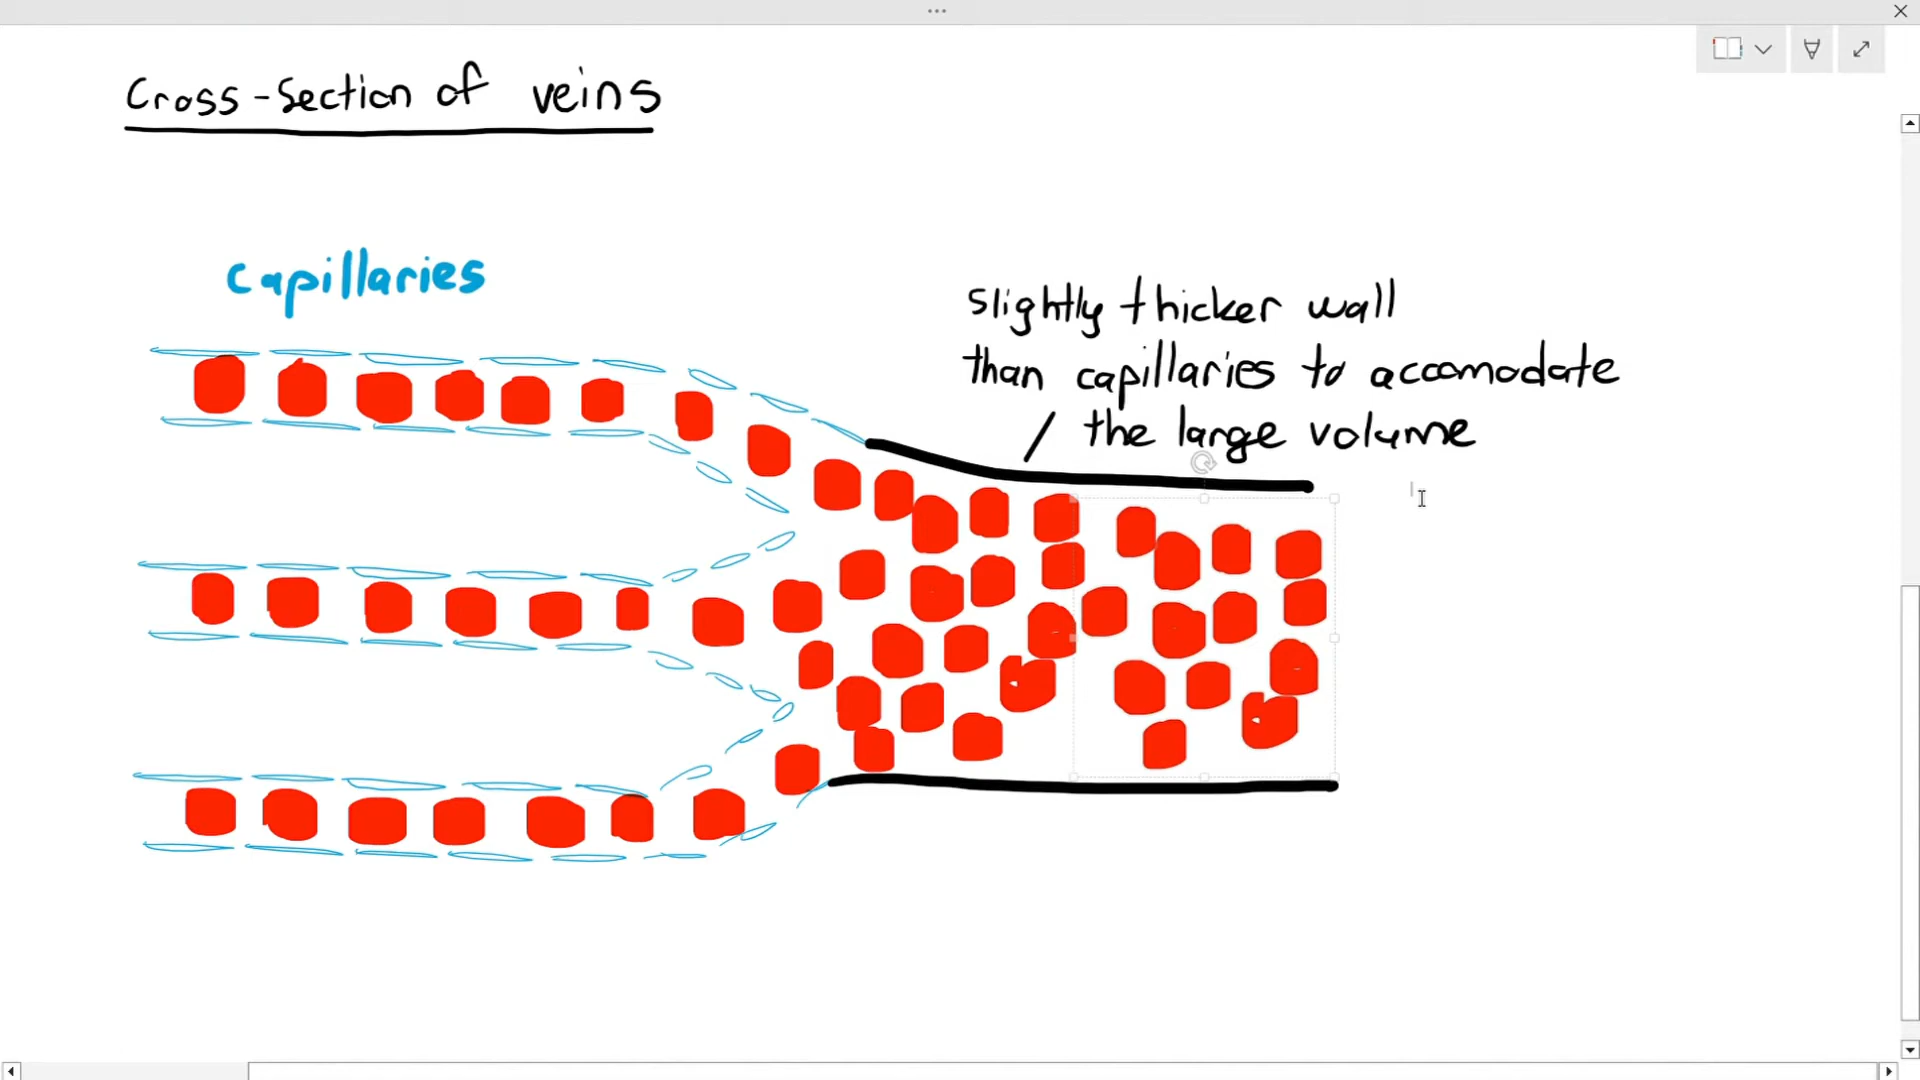 Cross-Section of veins
Capillaries
Slightly thicker wall
than capillaries to accomodate
the large volume